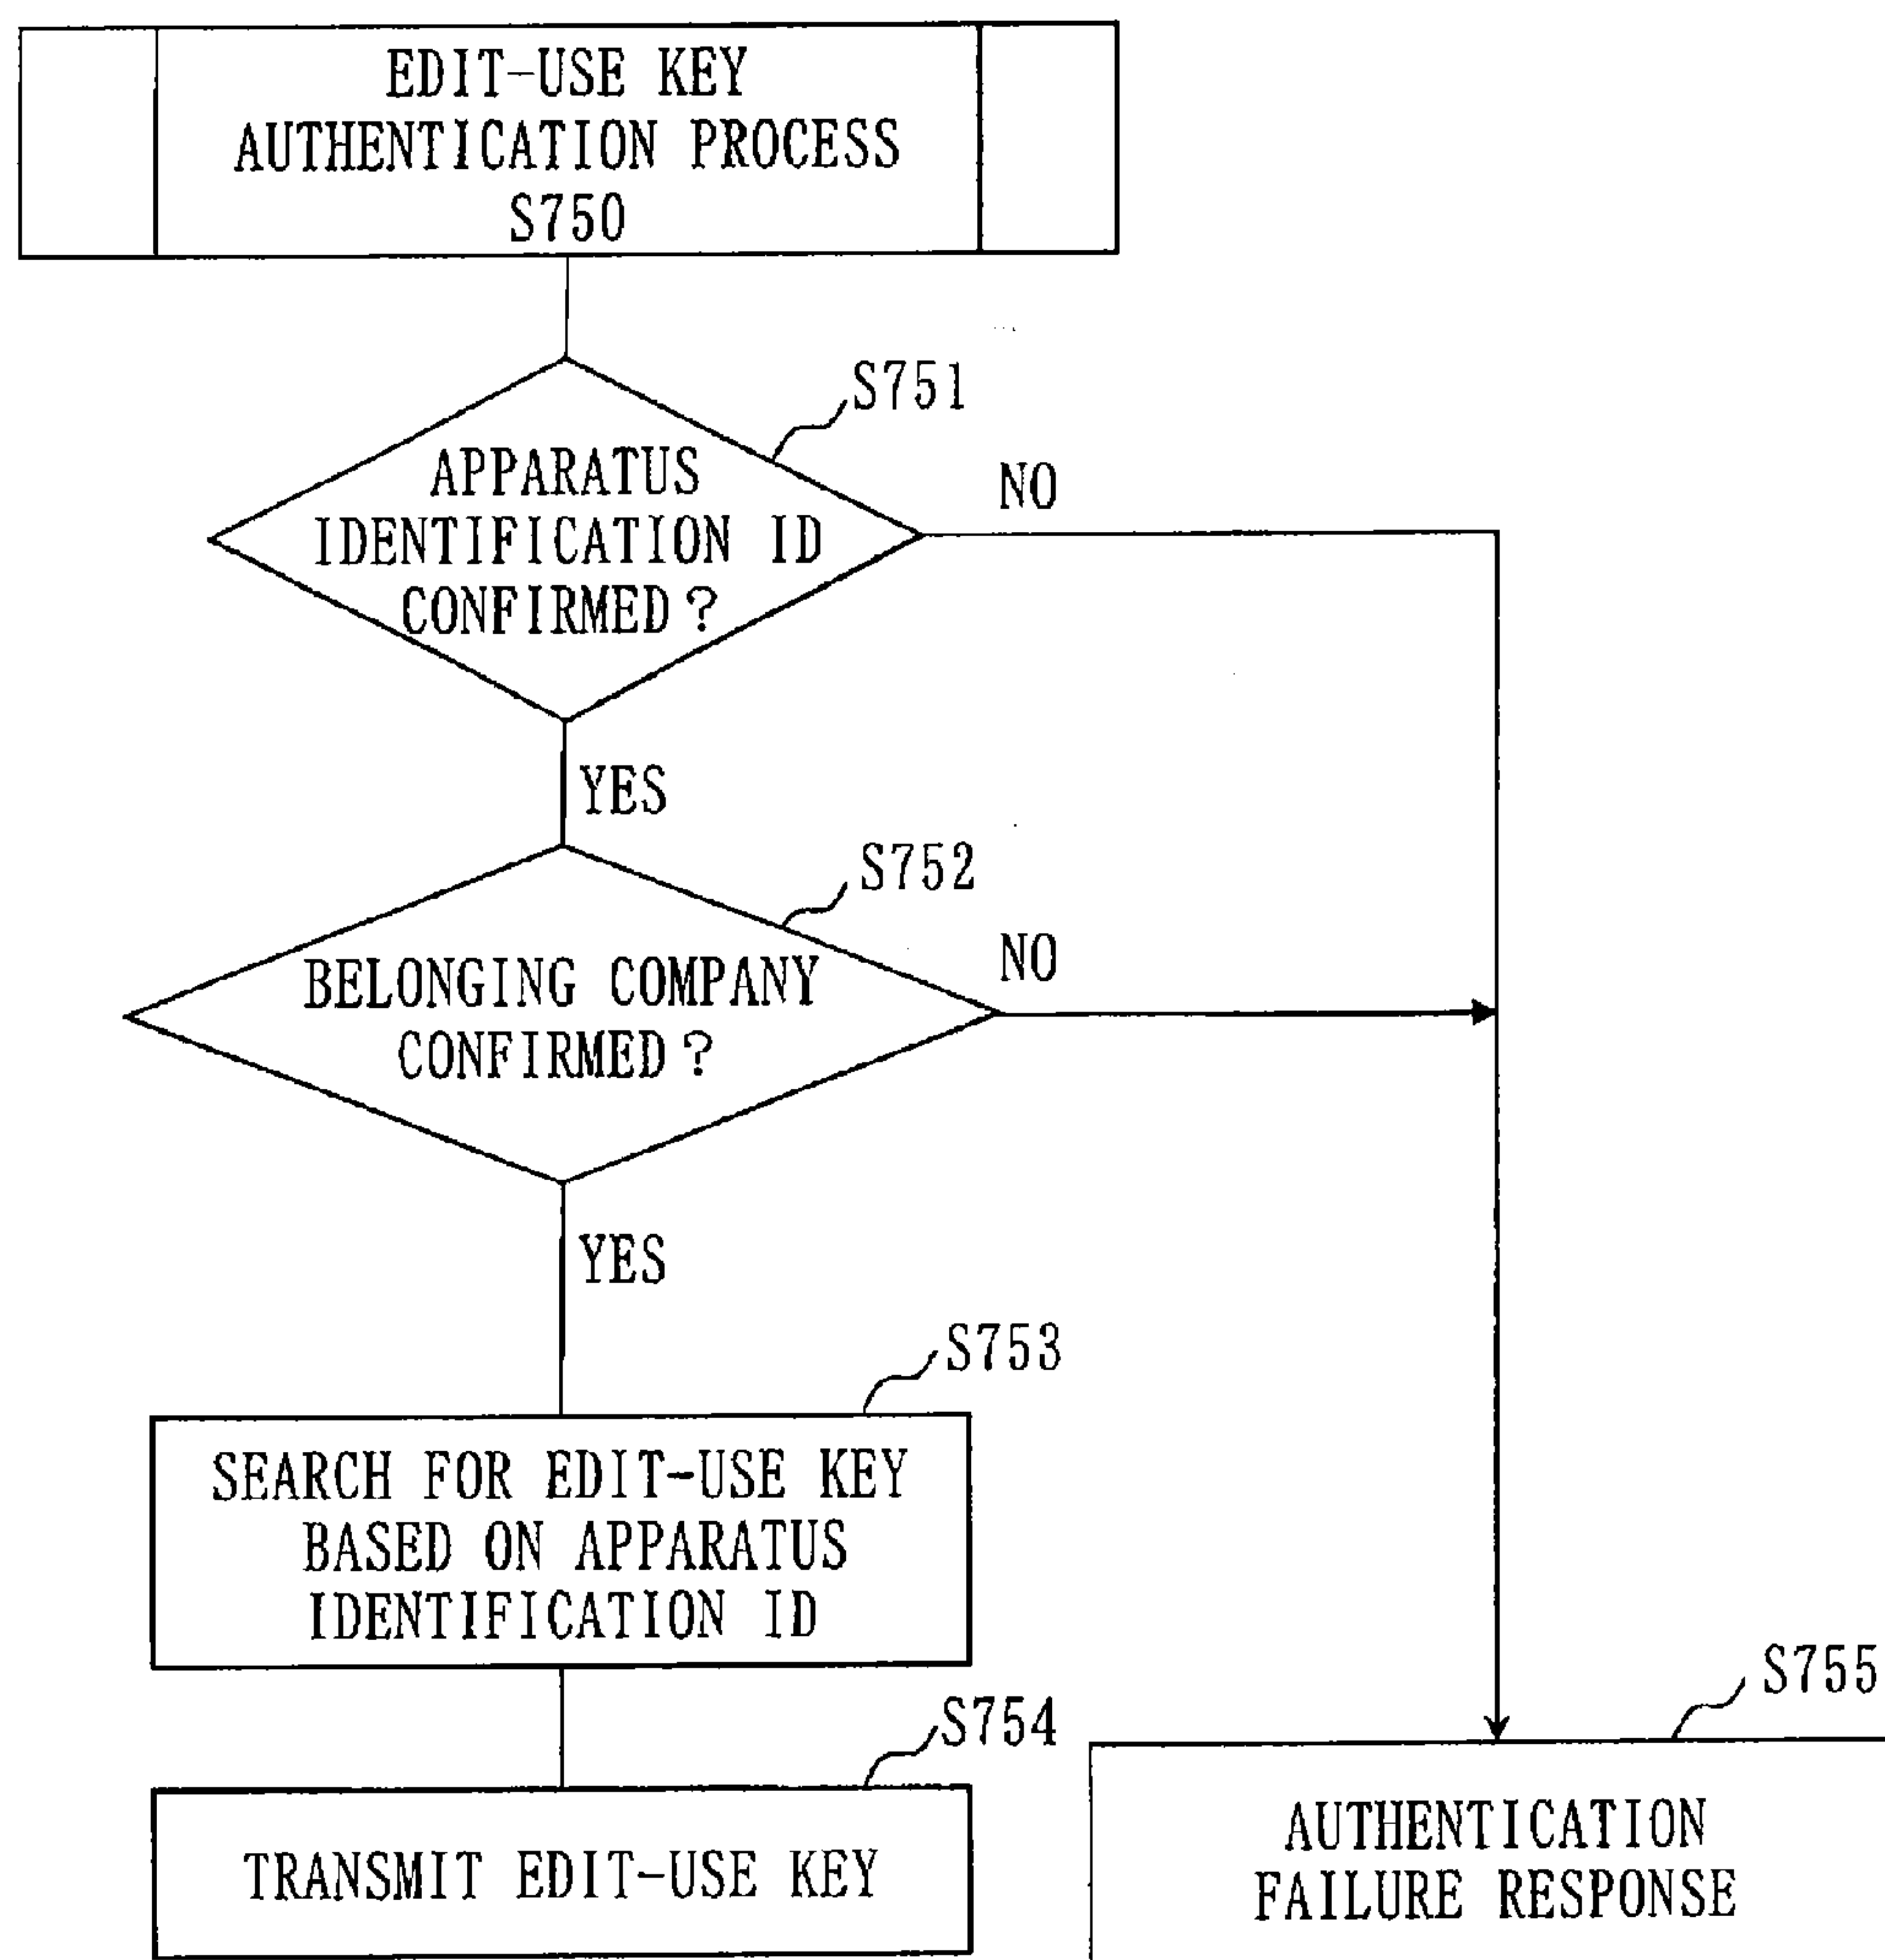 EDIT-USE KEY
AUTHENTICATION PROCESS
S750
S751
APPARATUS
IDENTIFICATION ID
CONFIRMED?
NO
YES
S752
BELONGING COMPANY
CONFIRMED?
NO
YES
S753
SEARCH FOR EDIT-USE KEY
BASED ON APPARATUS
IDENTIFICATION ID
S754
TRANSMIT EDIT-USE KEY
S755
AUTHENTICATION
FAILURE RESPONSE